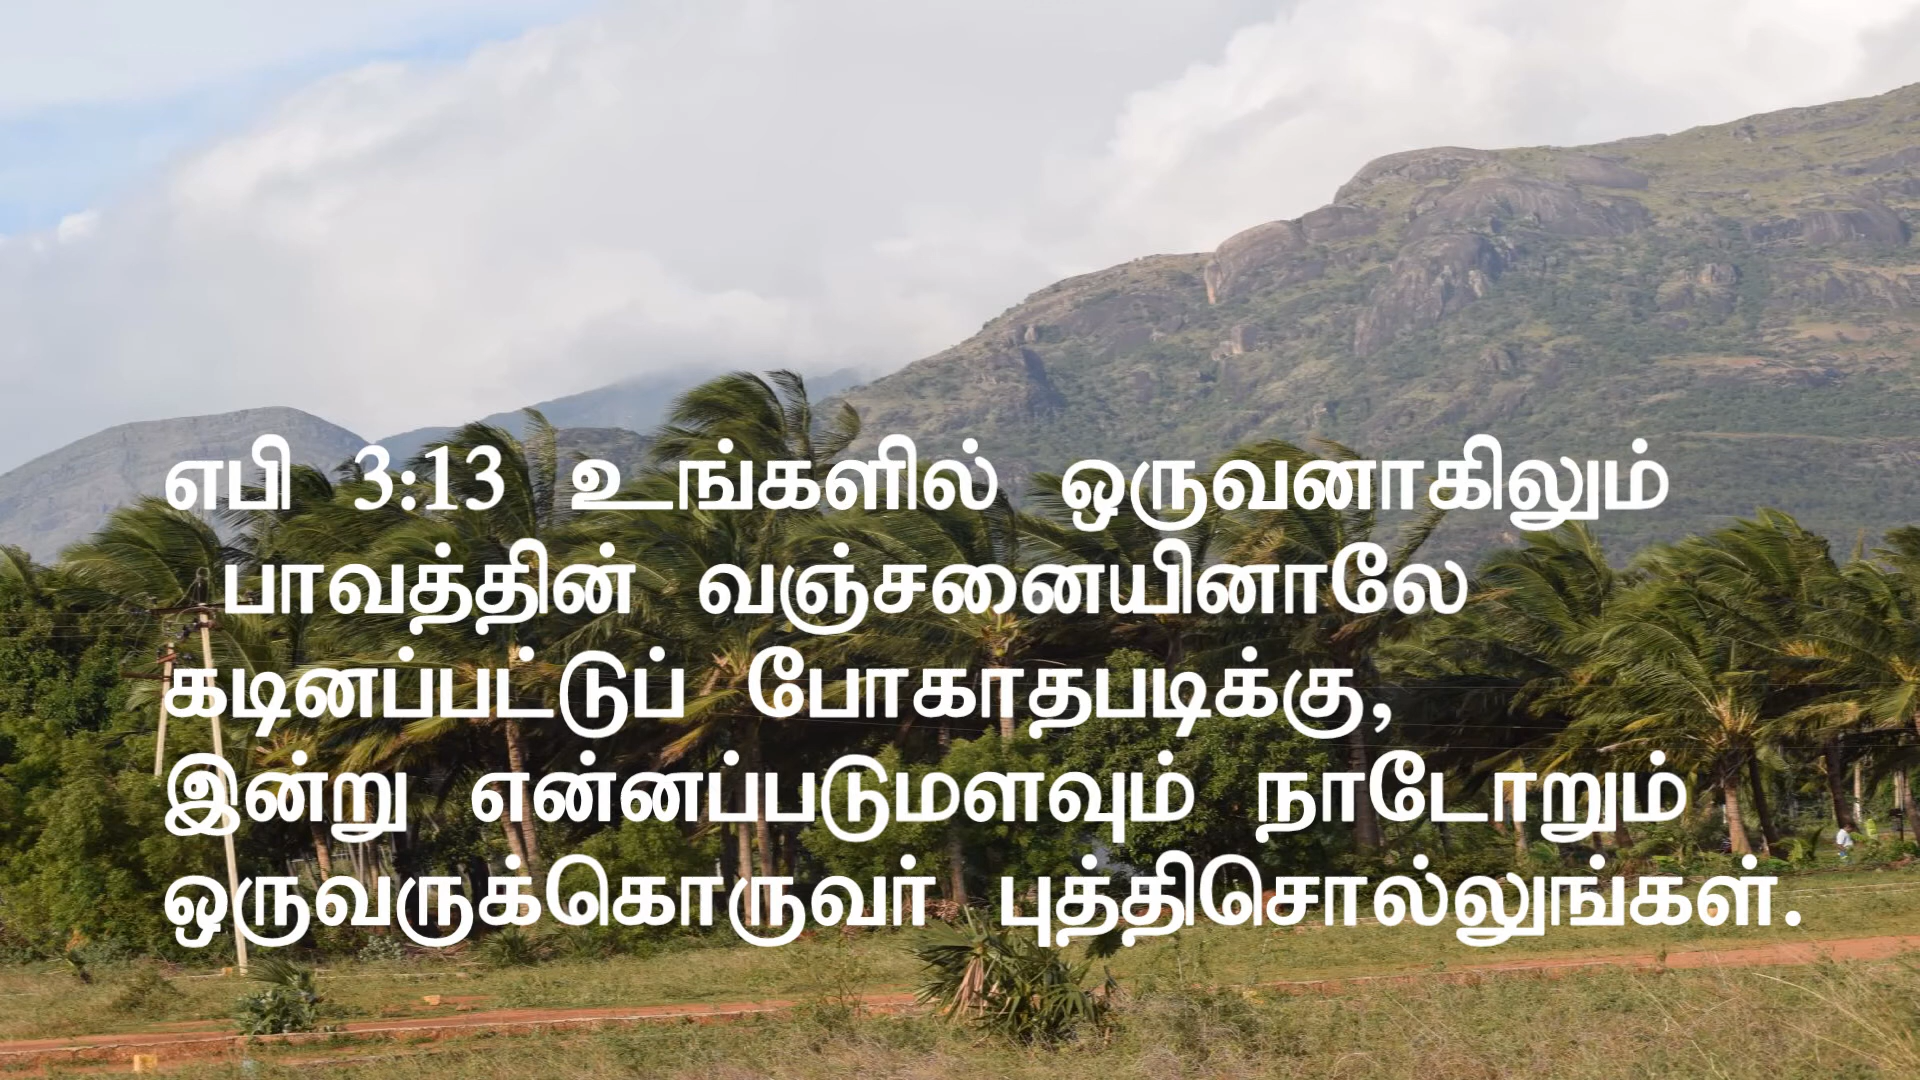 எபி 3:13 உங்களில் ஒருவனாகிலும்
பாவத்தின் வஞ்சனையினாலே
கடினப்பட்டுப் போகாதபடிக்கு,
இன்று என்னப்படுமளவும் நாடோறும்
ஒருவருக்கொருவர் புத்திசொல்லுங்கள்.